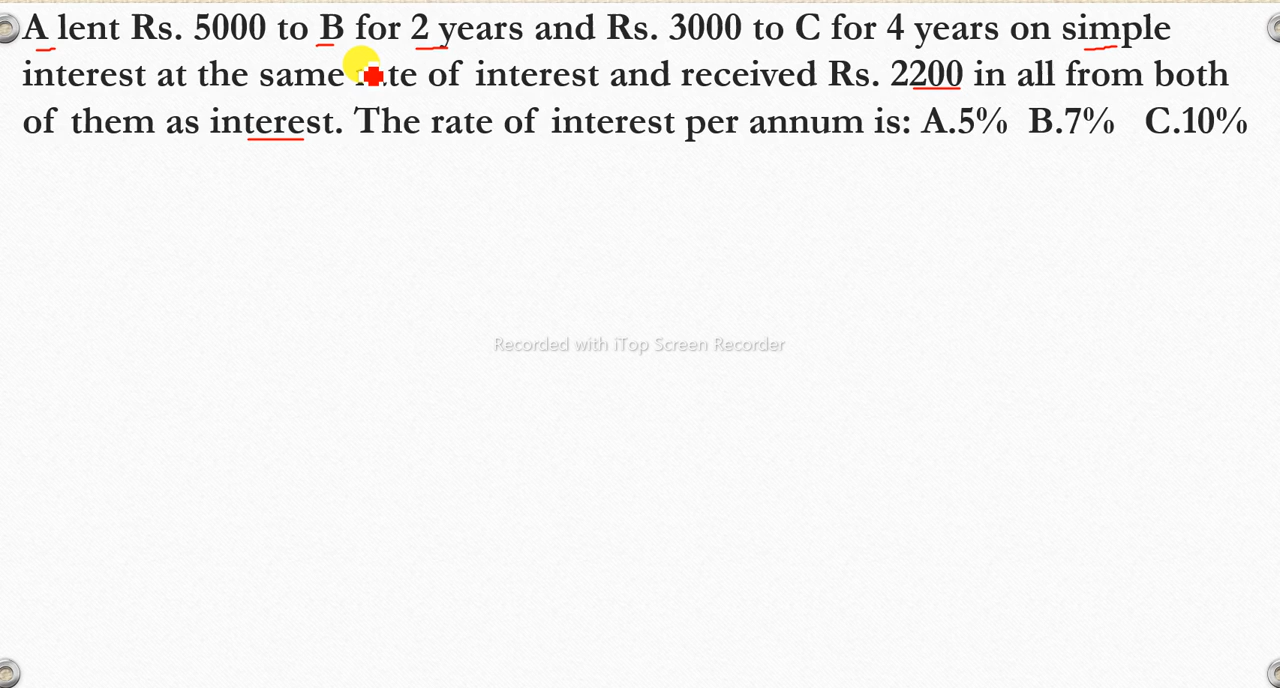 A lent Rs. 5000 to B for 2 years and Rs. 3000 to C for 4 years on simple
interest at the same rate of interest and received Rs. 2200 in all from both
of them as interest. The rate of interest per annum is: A.5% B.7% C.10%
Recorded with iTop Screen Recorder